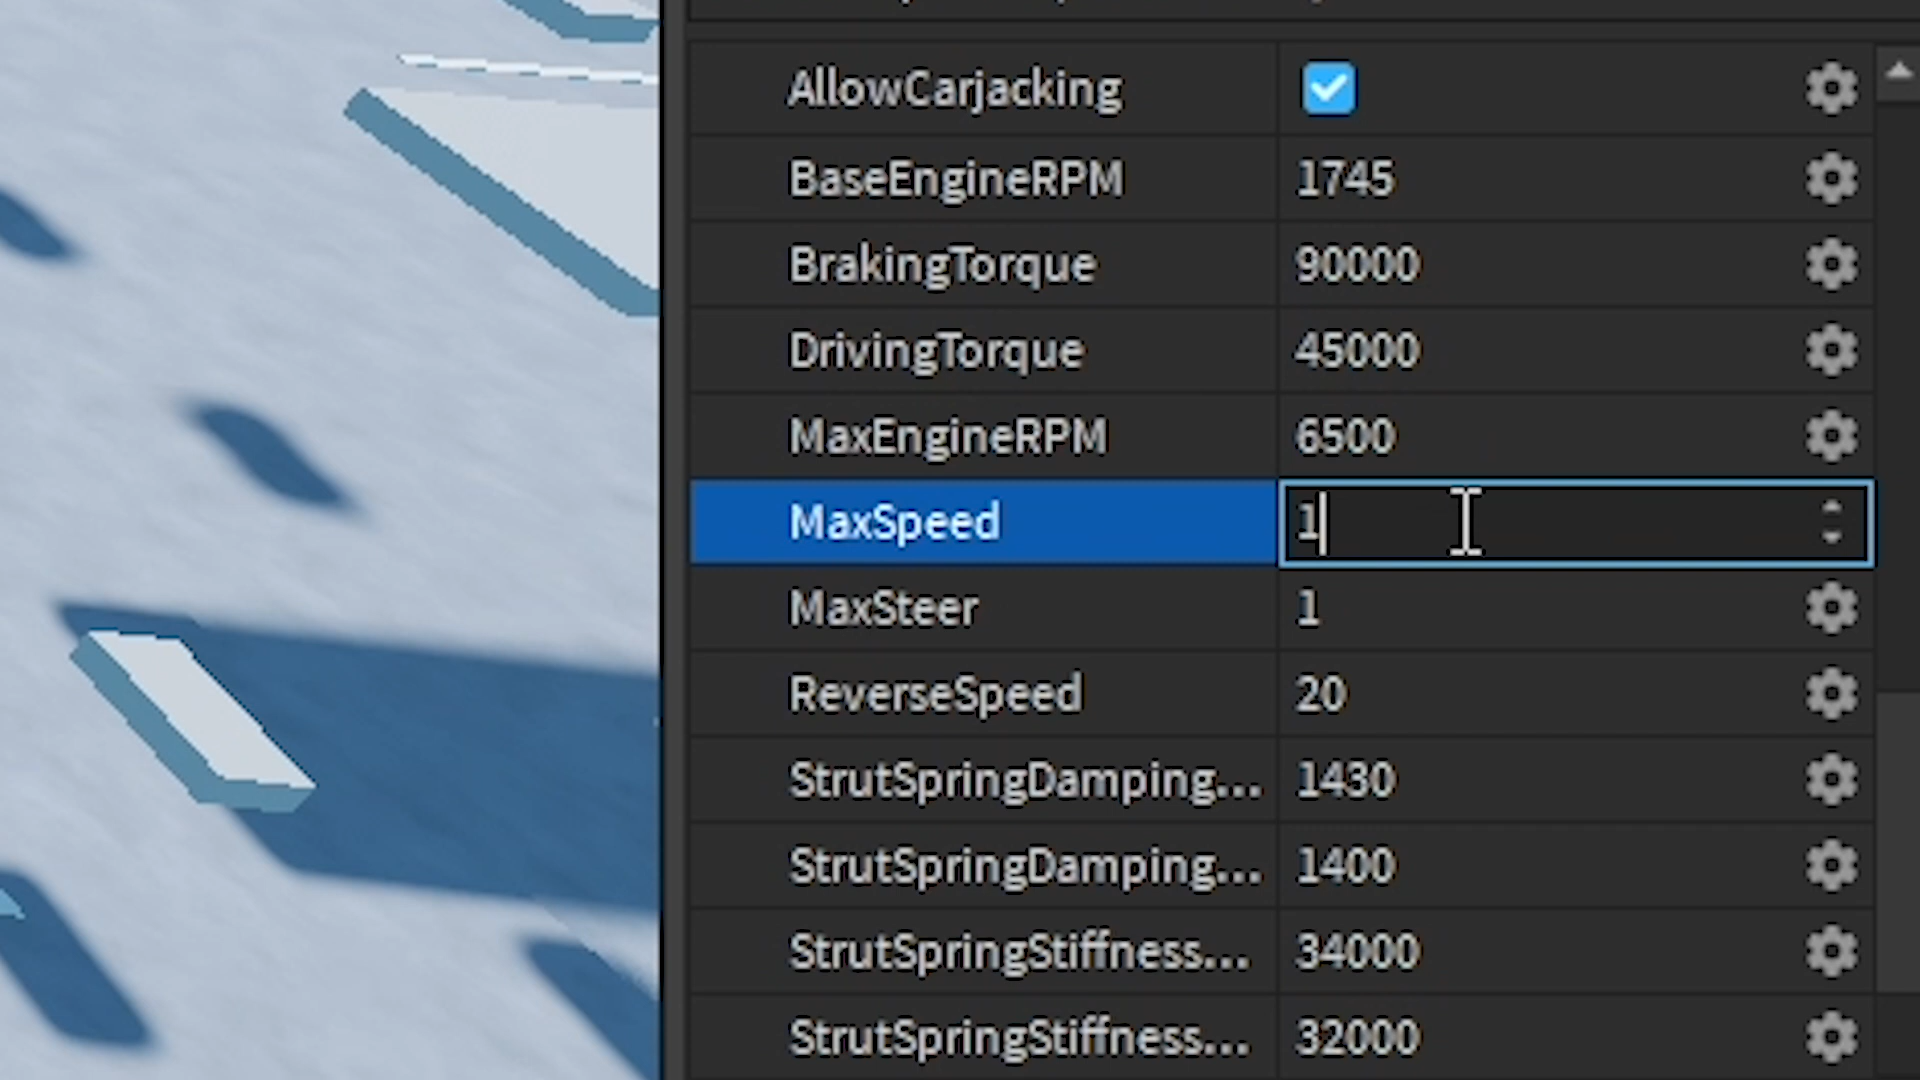 AllowCarjacking
BaseEngineRPM 1745
BrakingTorque 90000
DrivingTorque 45000
MaxEngineRPM 6500
MaxSpeed 1
MaxSteer 1
ReverseSpeed 20
StrutSpringDamping... 1430
StrutSpringDamping... 1400
StrutSpringStiffness... 34000
StrutSpringStiffness... 32000